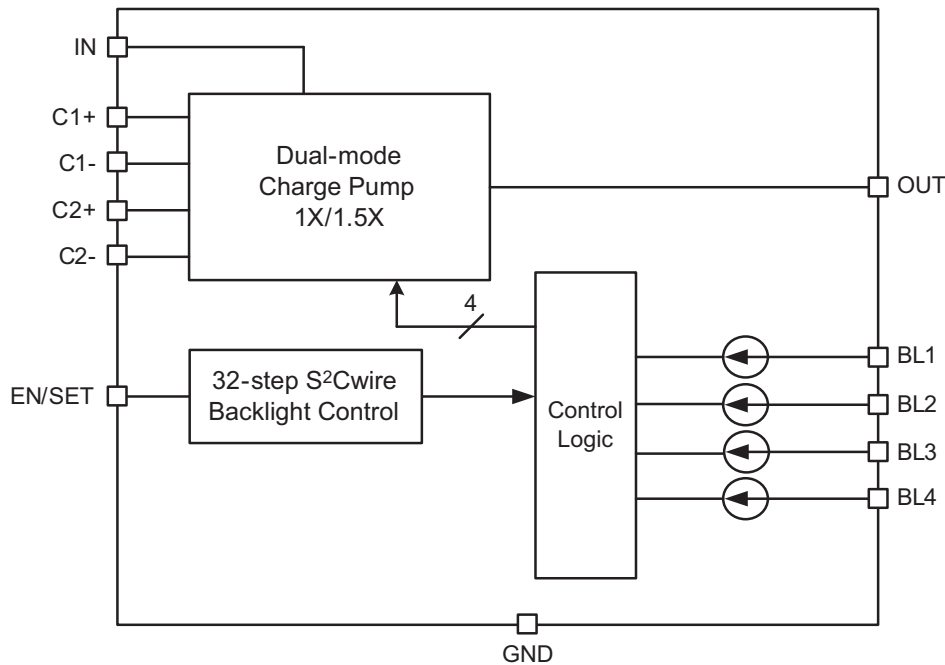 IN
C1+
C1-
C2+
C2-
Dual-mode
Charge Pump
1X/1.5X
OUT
4
EN/SET
32-step S²Cwire
Backlight Control
Control
Logic
BL1
BL2
BL3
BL4
GND